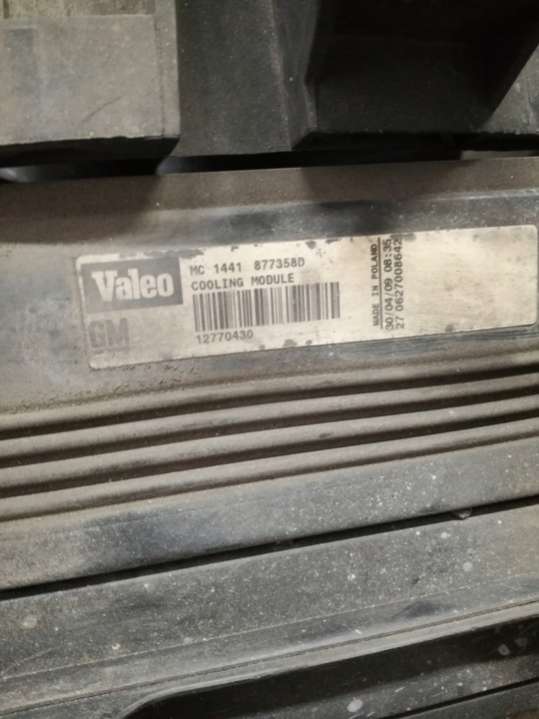 Valeo
MC 1441 877358D
COOLING MODULE
GM
12770430
MADE IN POLAND
30/04/09 08:35
27 0627008642